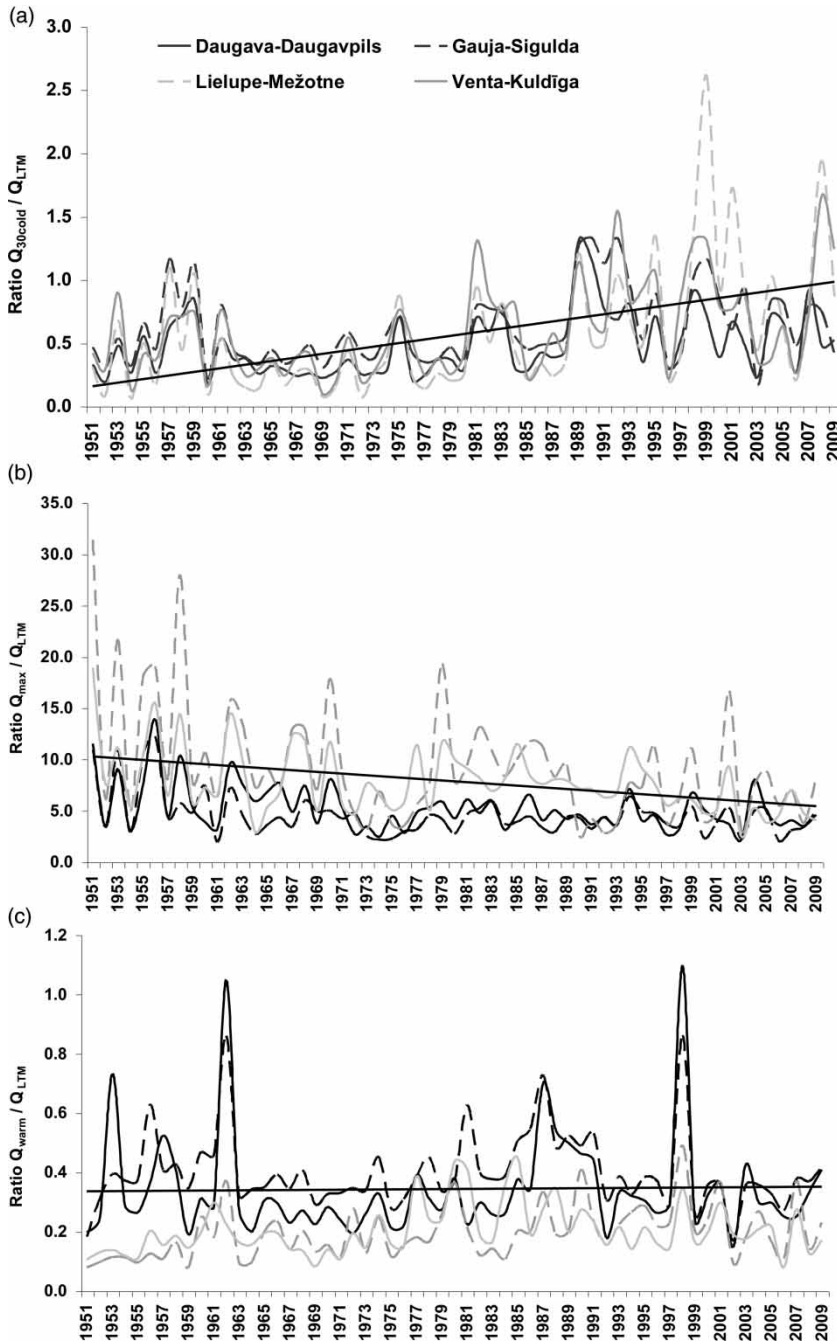 (a)
Daugava-Daugavpils Gauja-Sigulda
Lielupe-Mežotne Venta-Kuldīga
Ratio Q30cold / QLTM
3.0
2.5
2.0
1.5
1.0
0.5
0.0
1951 1953 1955 1957 1959 1961 1963 1965 1967 1969 1971 1973 1975 1977 1979 1981 1983 1985 1987 1989 1991 1993 1995 1997 1999 2001 2003 2005 2007 2009
(b)
Ratio Qmax / QLTM
35.0
30.0
25.0
20.0
15.0
10.0
5.0
0.0
1951 1953 1955 1957 1959 1961 1963 1965 1967 1969 1971 1973 1975 1977 1979 1981 1983 1985 1987 1989 1991 1993 1995 1997 1999 2001 2003 2005 2007 2009
(c)
Ratio Qwarm / QLTM
1.2
1.0
0.8
0.6
0.4
0.2
0.0
1951 1953 1955 1957 1959 1961 1963 1965 1967 1969 1971 1973 1975 1977 1979 1981 1983 1985 1987 1989 1991 1993 1995 1997 1999 2001 2003 2005 2007 2009